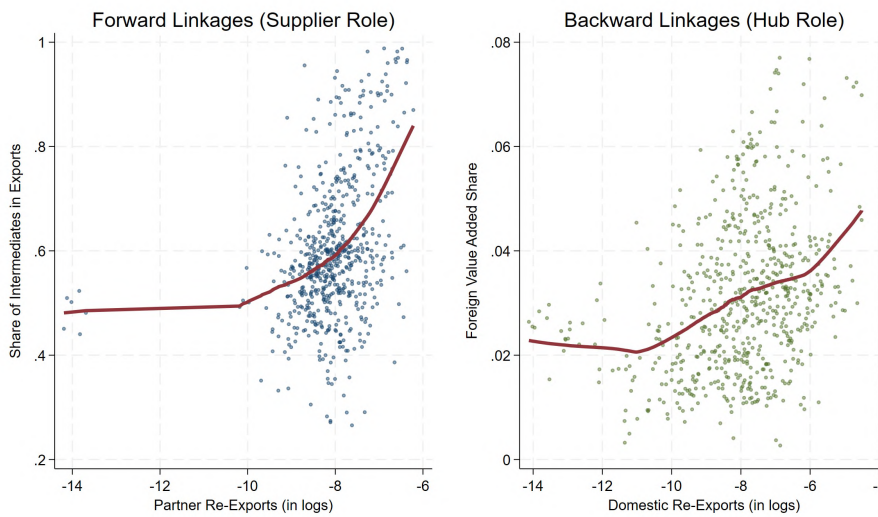 Forward Linkages (Supplier Role)
Share of Intermediates in Exports
1
.8
.6
.4
.2
-14 -12 -10 -8 -6
Partner Re-Exports (in logs)
Backward Linkages (Hub Role)
Foreign Value Added Share
.08
.06
.04
.02
0
-14 -12 -10 -8 -6
Domestic Re-Exports (in logs)